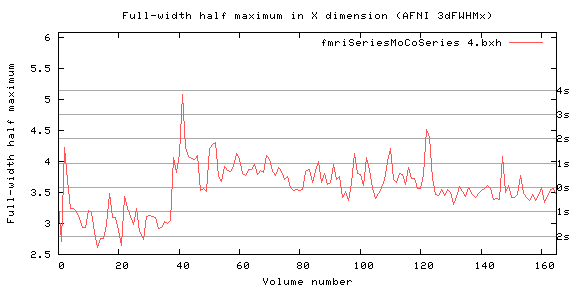 Full-width half maximum in X dimension (AFNI 3dFWHMx)
fmriSeriesMoCoSeries 4.bxh
Full-width half maximum
6
5.5
5
4.5
4
3.5
3
2.5
4s
3s
2s
1s
0s
1s
2s
0 20 40 60 80 100 120 140 160
Volume number